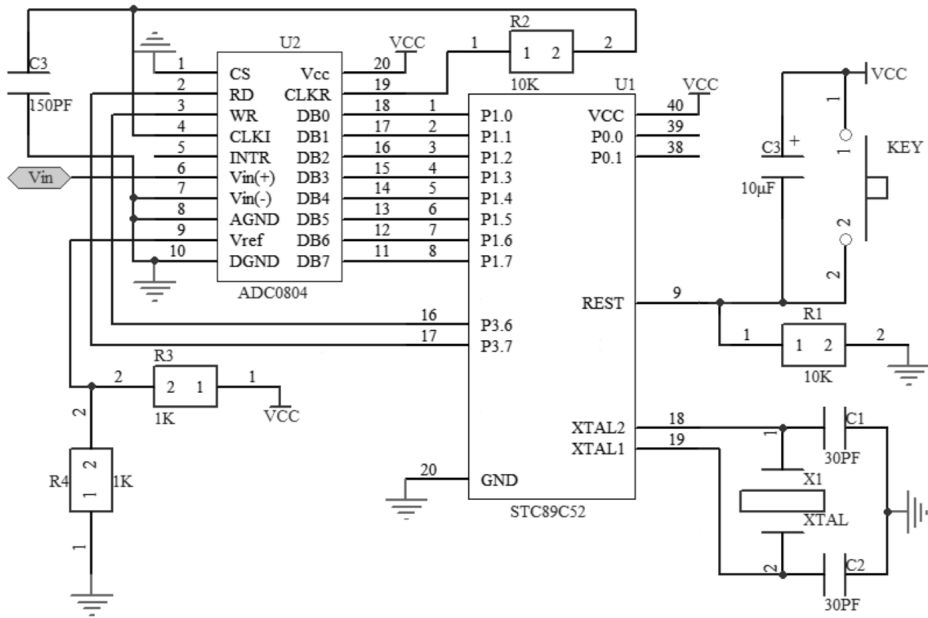 R2
1
1 2
2
10K
C3
150PF
U2
VCC
1 CS Vcc 20
2 RD CLKR 19
3 WR DB0 18
4 CLKI DB1 17
5 INTR DB2 16
6 Vin(+) DB3 15
7 Vin(-) DB4 14
8 AGND DB5 13
9 Vref DB6 12
10 DGND DB7 11
ADC0804
Vin
U1
VCC
1 P1.0 VCC 40
2 P1.1 P0.0 39
3 P1.2 P0.1 38
4 P1.3
5 P1.4
6 P1.5
7 P1.6
8 P1.7
REST 9
16 P3.6
17 P3.7
XTAL2 18
XTAL1 19
20 GND
STC89C52
VCC
C3
+
10μF
1
1
KEY
2
2
R1
1
1 2
2
10K
R3
2
2 1
1
1K
VCC
2
R4
2
1
1K
1
C1
30PF
1
X1
XTAL
2
C2
30PF